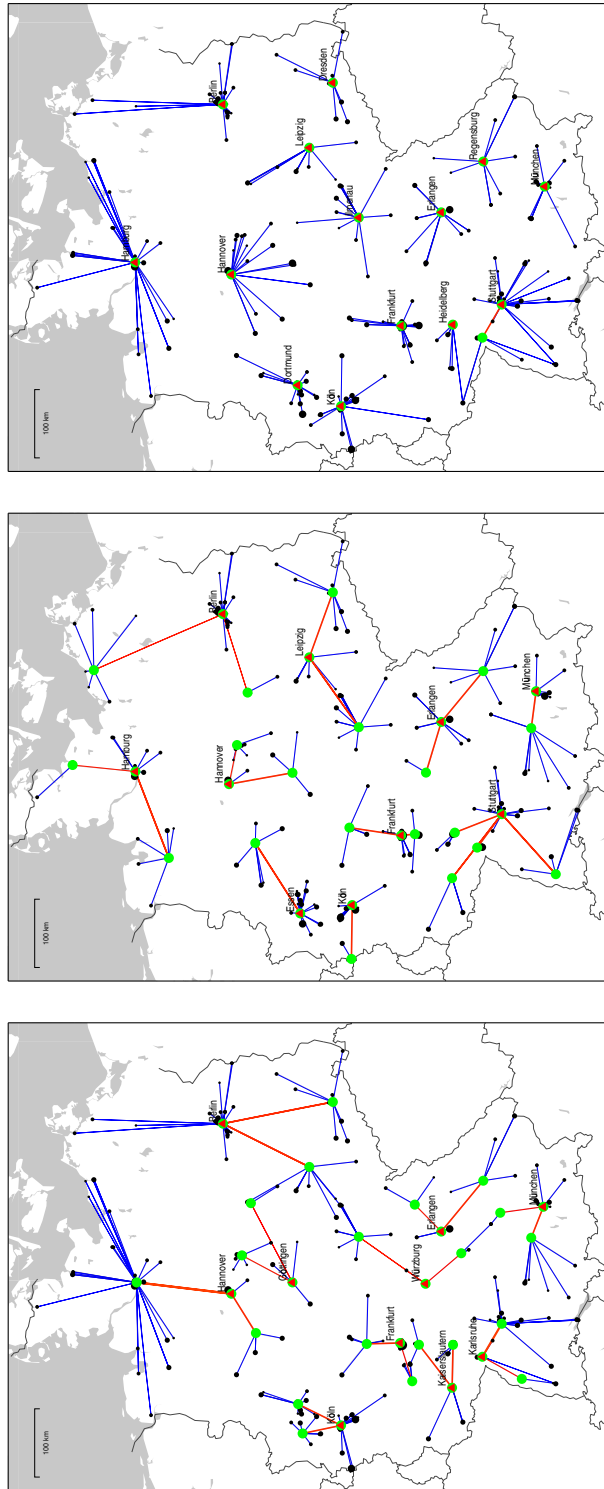 100 km
Hamburg
Berlin
Hannover
Leipzig
Dresden
Dortmund
Köln
Ilmenau
Frankfurt
Erlangen
Heidelberg
Regensburg
Stuttgart
München
100 km
Hamburg
Berlin
Hannover
Leipzig
Essen
Köln
Frankfurt
Erlangen
Stuttgart
München
100 km
Berlin
Hannover
Göttingen
Köln
Frankfurt
Würzburg
Erlangen
Kaiserslautern
Karlsruhe
München